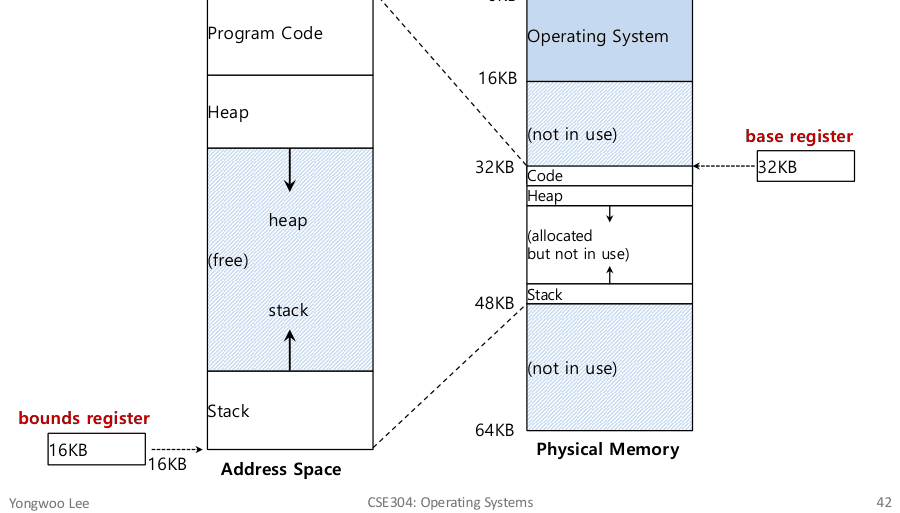 Program Code
Heap
heap
(free)
stack
Stack
bounds register
16KB
16KB
Address Space
Operating System
16KB
(not in use)
32KB
Code
Heap
(allocated
but not in use)
Stack
48KB
(not in use)
64KB
Physical Memory
base register
32KB
Yongwoo Lee
CSE304: Operating Systems
42